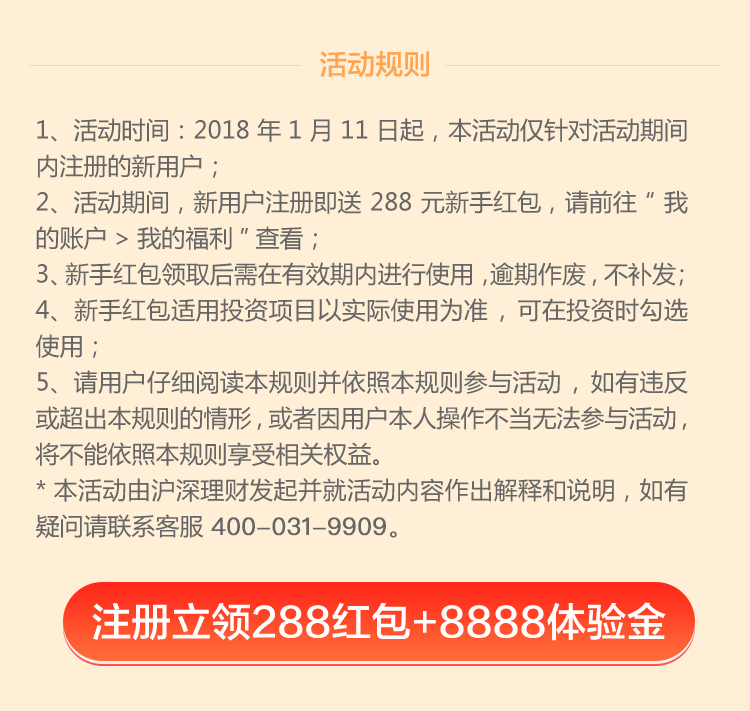 活动规则
1、活动时间：2018 年 1 月 11 日起，本活动仅针对活动期间
内注册的新用户；
2、活动期间，新用户注册即送 288 元新手红包，请前往“ 我
的账户 > 我的福利 ”查看；
3、新手红包领取后需在有效期内进行使用 ,逾期作废 , 不补发；
4、新手红包适用投资项目以实际使用为准 ，可在投资时勾选
使用；
5、请用户仔细阅读本规则并依照本规则参与活动 ，如有违反
或超出本规则的情形 , 或者因用户本人操作不当无法参与活动 ,
将不能依照本规则享受相关权益。
* 本活动由沪深理财发起并就活动内容作出解释和说明，如有
疑问请联系客服 400–031–9909。
注册立领288红包+8888体验金